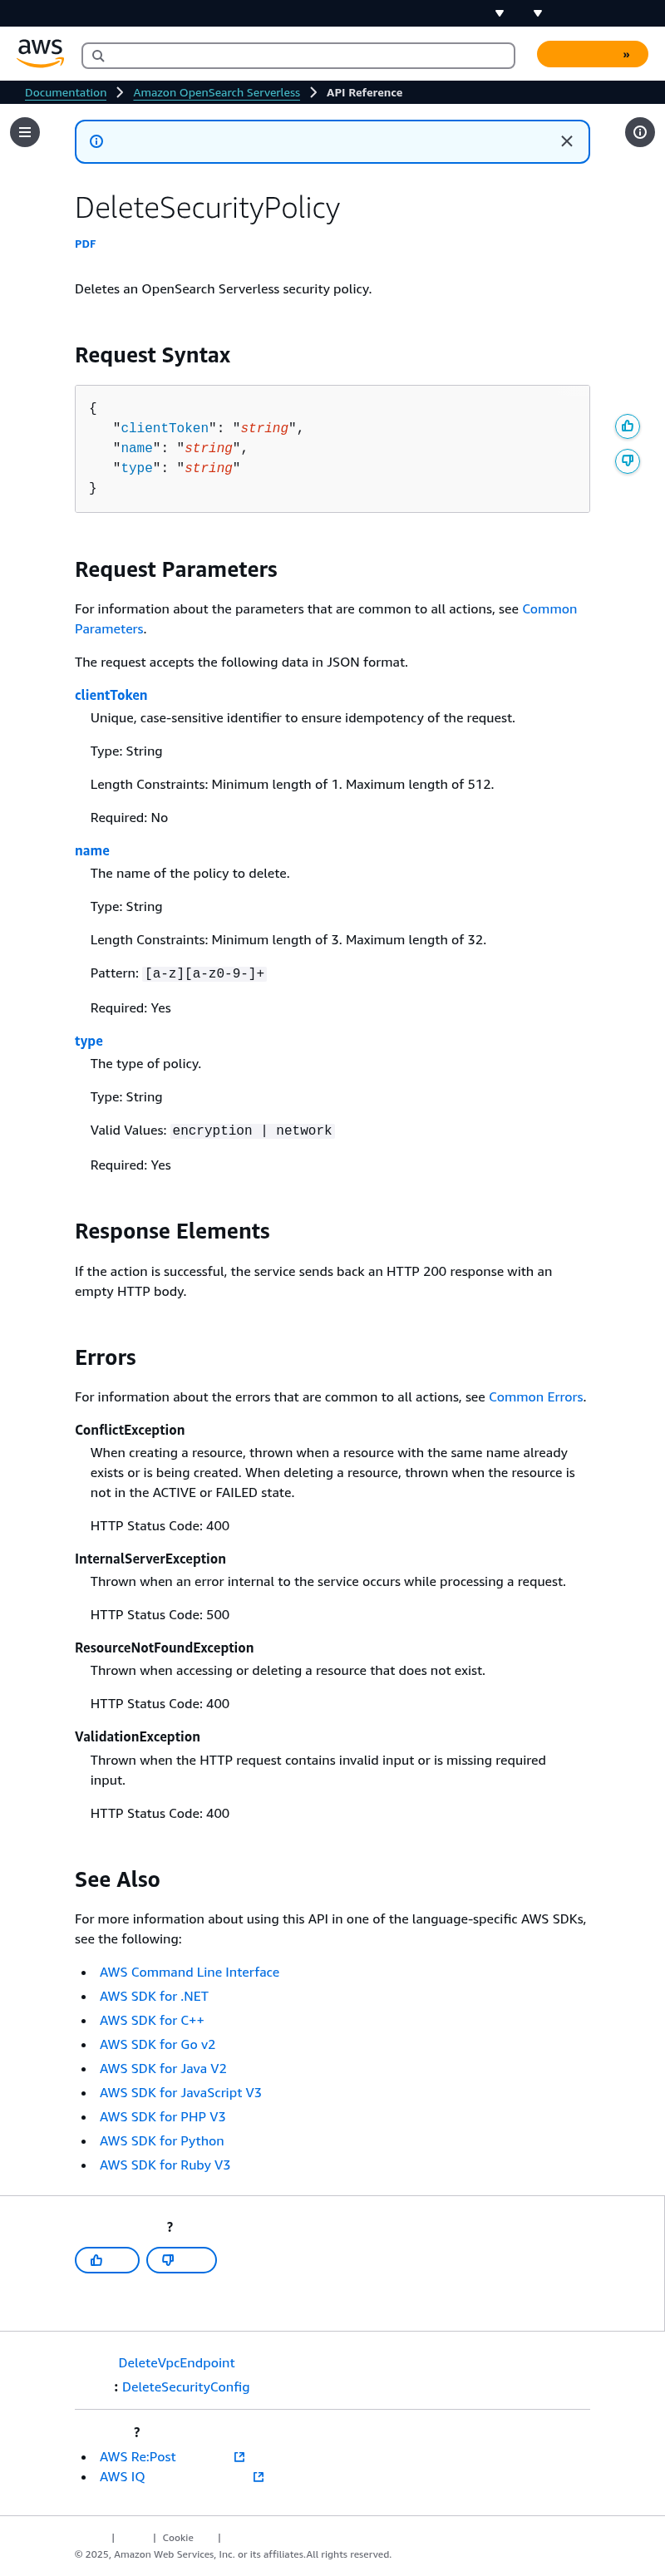 aws
»
Documentation
Amazon OpenSearch Serverless
API Reference
DeleteSecurityPolicy
PDF
Deletes an OpenSearch Serverless security policy.
Request Syntax
{
"clientToken": "string",
"name": "string",
"type": "string"
}
Request Parameters
For information about the parameters that are common to all actions, see Common
Parameters.
The request accepts the following data in JSON format.
clientToken
Unique, case-sensitive identifier to ensure idempotency of the request.
Type: String
Length Constraints: Minimum length of 1. Maximum length of 512.
Required: No
name
The name of the policy to delete.
Type: String
Length Constraints: Minimum length of 3. Maximum length of 32.
Pattern: [a-z][a-z0-9-]+
Required: Yes
type
The type of policy.
Type: String
Valid Values: encryption | network
Required: Yes
Response Elements
If the action is successful, the service sends back an HTTP 200 response with an
empty HTTP body.
Errors
For information about the errors that are common to all actions, see Common Errors.
ConflictException
When creating a resource, thrown when a resource with the same name already
exists or is being created. When deleting a resource, thrown when the resource is
not in the ACTIVE or FAILED state.
HTTP Status Code: 400
InternalServerException
Thrown when an error internal to the service occurs while processing a request.
HTTP Status Code: 500
ResourceNotFoundException
Thrown when accessing or deleting a resource that does not exist.
HTTP Status Code: 400
ValidationException
Thrown when the HTTP request contains invalid input or is missing required
input.
HTTP Status Code: 400
See Also
For more information about using this API in one of the language-specific AWS SDKs,
see the following:
• AWS Command Line Interface
• AWS SDK for .NET
• AWS SDK for C++
• AWS SDK for Go v2
• AWS SDK for Java V2
• AWS SDK for JavaScript V3
• AWS SDK for PHP V3
• AWS SDK for Python
• AWS SDK for Ruby V3
?
DeleteVpcEndpoint
: DeleteSecurityConfig
?
• AWS Re:Post
• AWS IQ
| | Cookie |
© 2025, Amazon Web Services, Inc. or its affiliates.All rights reserved.